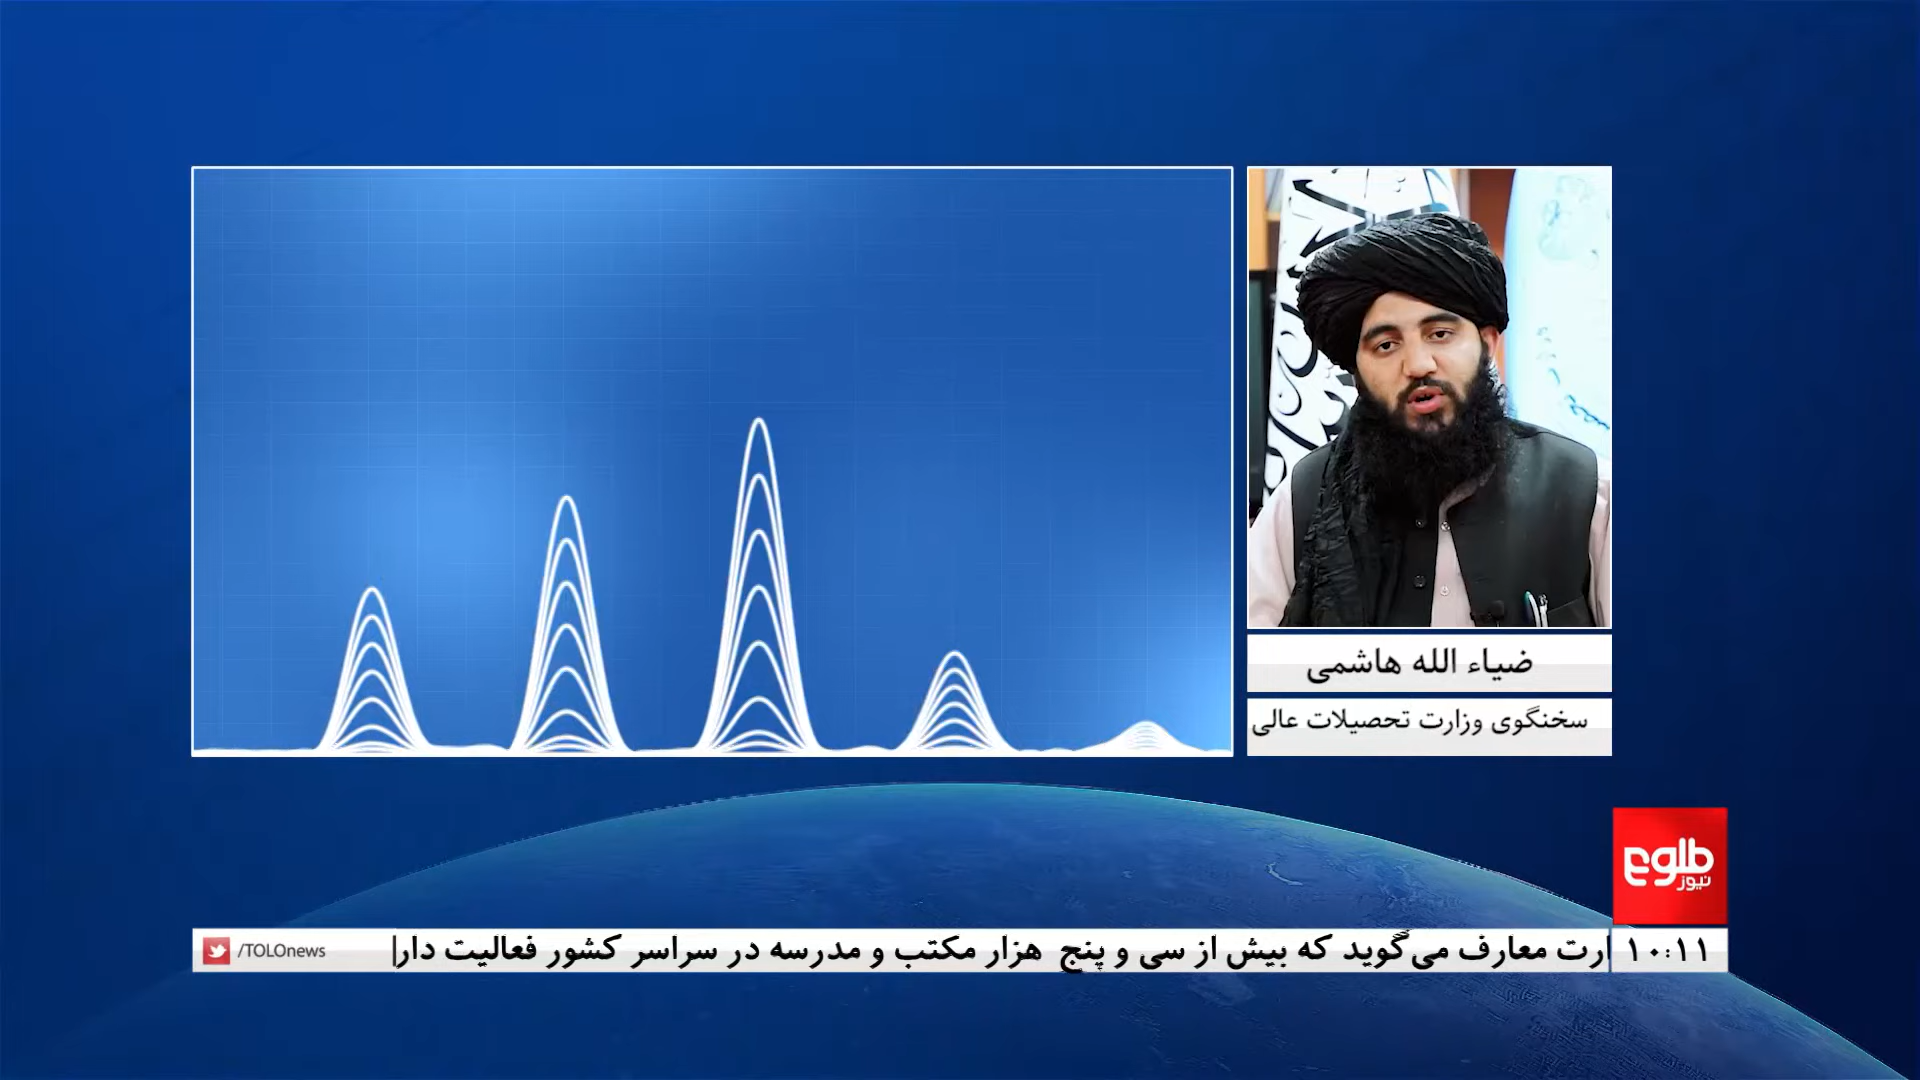 ضیاء الله هاشمی
سخنگوی وزارت تحصیلات عالی
طلوع
نیوز
۱۰:۱۱
ارت معارف می‌گوید که بیش از سی و پنج هزار مکتب و مدرسه در سراسر کشور فعالیت دار
/TOLOnews